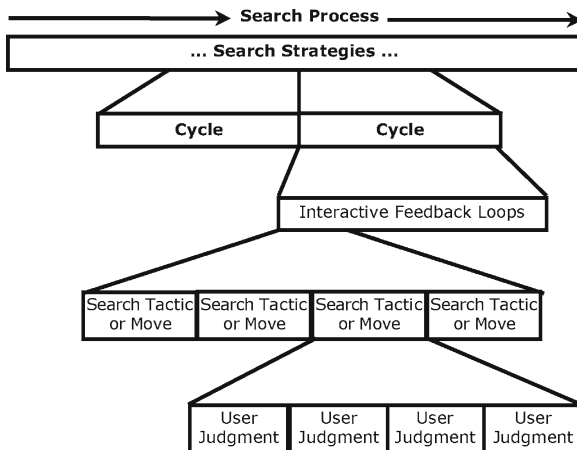 Search Process
... Search Strategies ...
Cycle Cycle
Interactive Feedback Loops
Search Tactic Search Tactic Search Tactic Search Tactic
or Move or Move or Move or Move
User User User User
Judgment Judgment Judgment Judgment